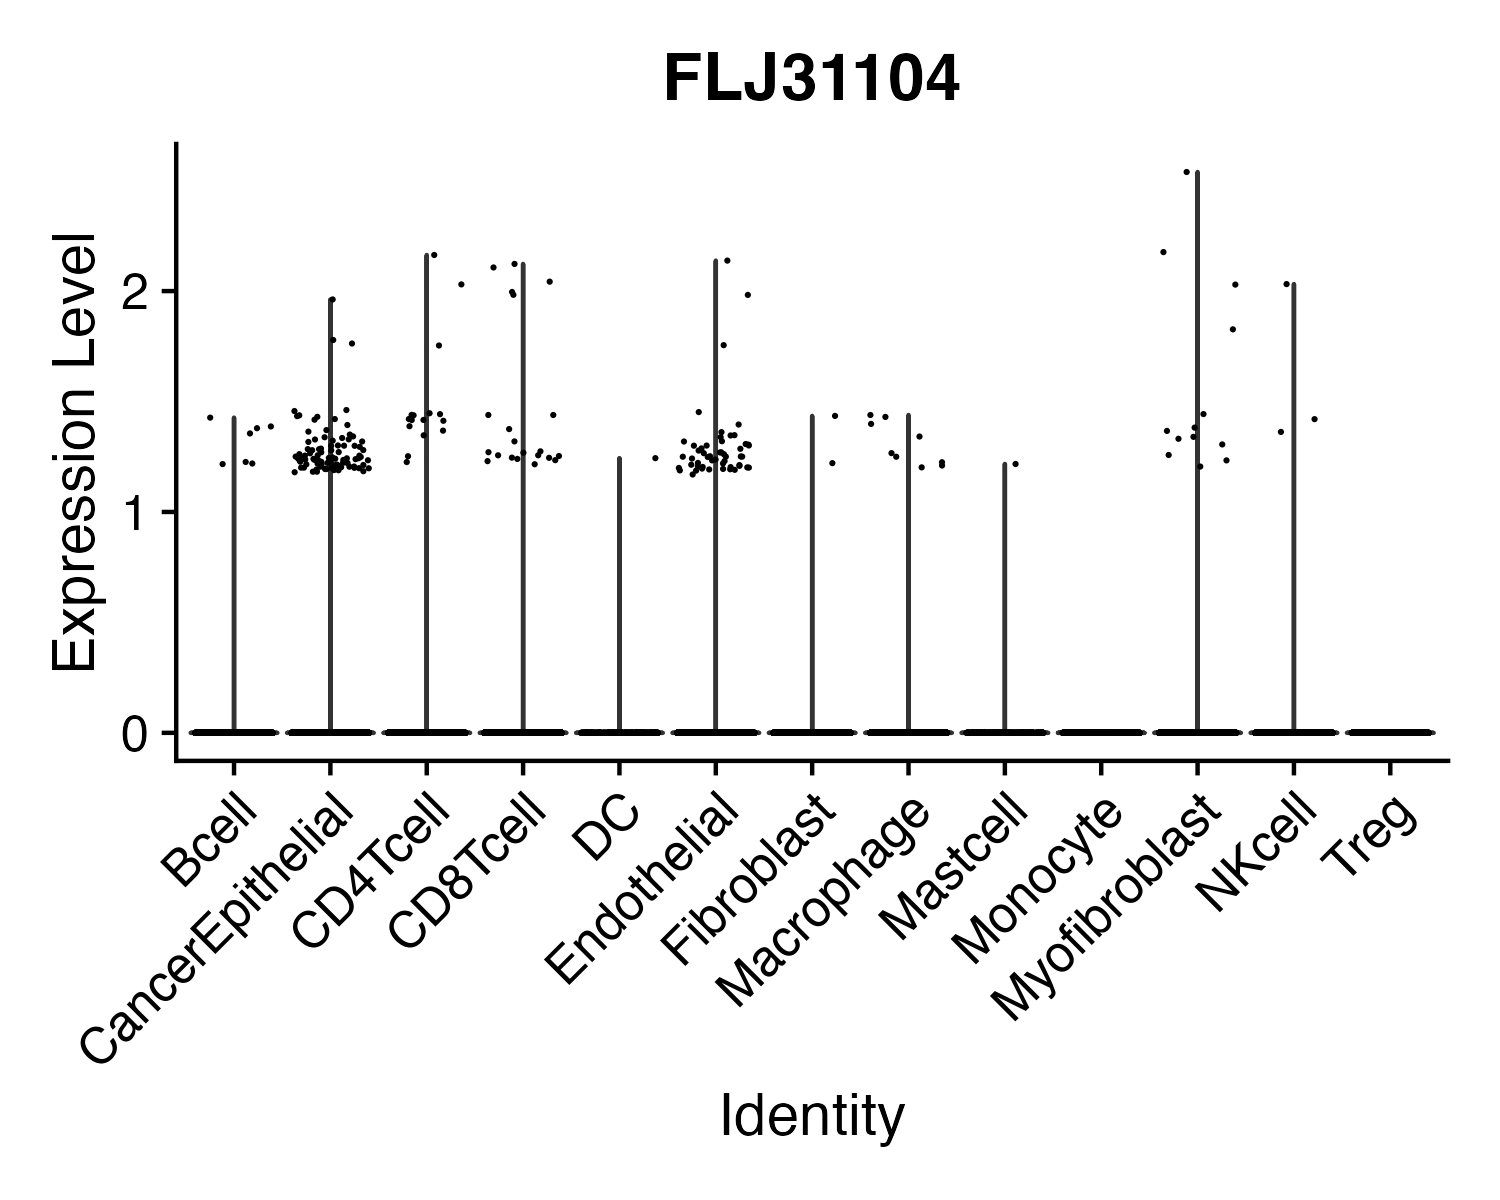 FLJ31104
Expression Level
2
1
0
Bcell
CancerEpithelial
CD4Tcell
CD8Tcell
DC
Endothelial
Fibroblast
Macrophage
Mastcell
Monocyte
Myofibroblast
NKcell
Treg
Identity